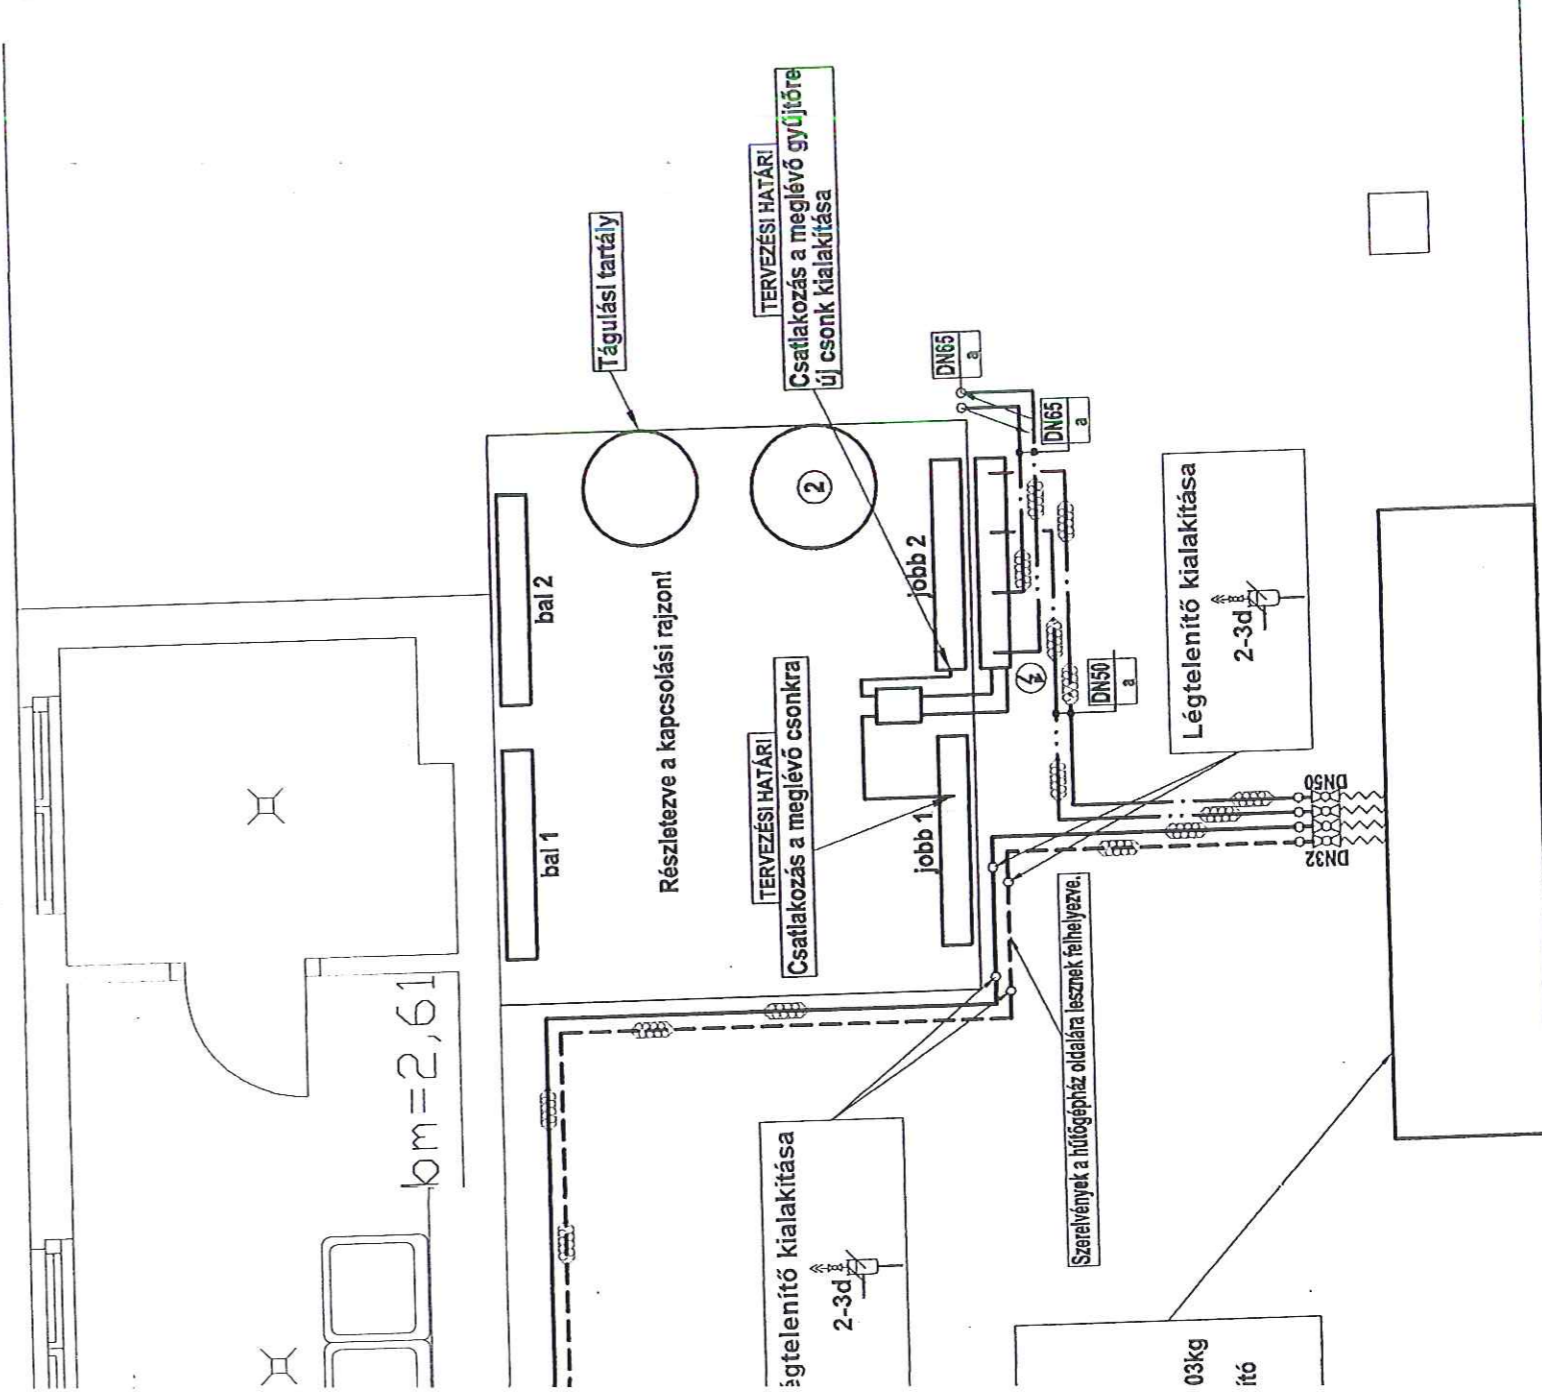 Tágulási tartály
TERVEZÉSI HATÁR!
Csatlakozás a meglévő gyűjtőre
új csonk kialakítása
DN65
a
DN65
a
bal 2
bal 1
Részletezve a kapcsolási rajzon!
2
jobb 2
jobb 1
TERVEZÉSI HATÁR!
Csatlakozás a meglévő csonkra
DN50
a
Légtelenítő kialakítása
2-3d
DN50
DN32
Szerelvények a hűtőgépház oldalára lesznek felhelyezve.
bm=2,61
égtelenítő kialakítása
2-3d
03kg
ító